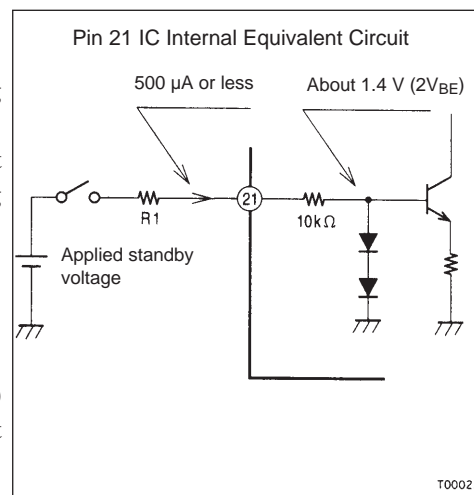 Pin 21 IC Internal Equivalent Circuit
500 µA or less
About 1.4 V (2VBE)
21
R1
10kΩ
Applied standby
voltage
T0002